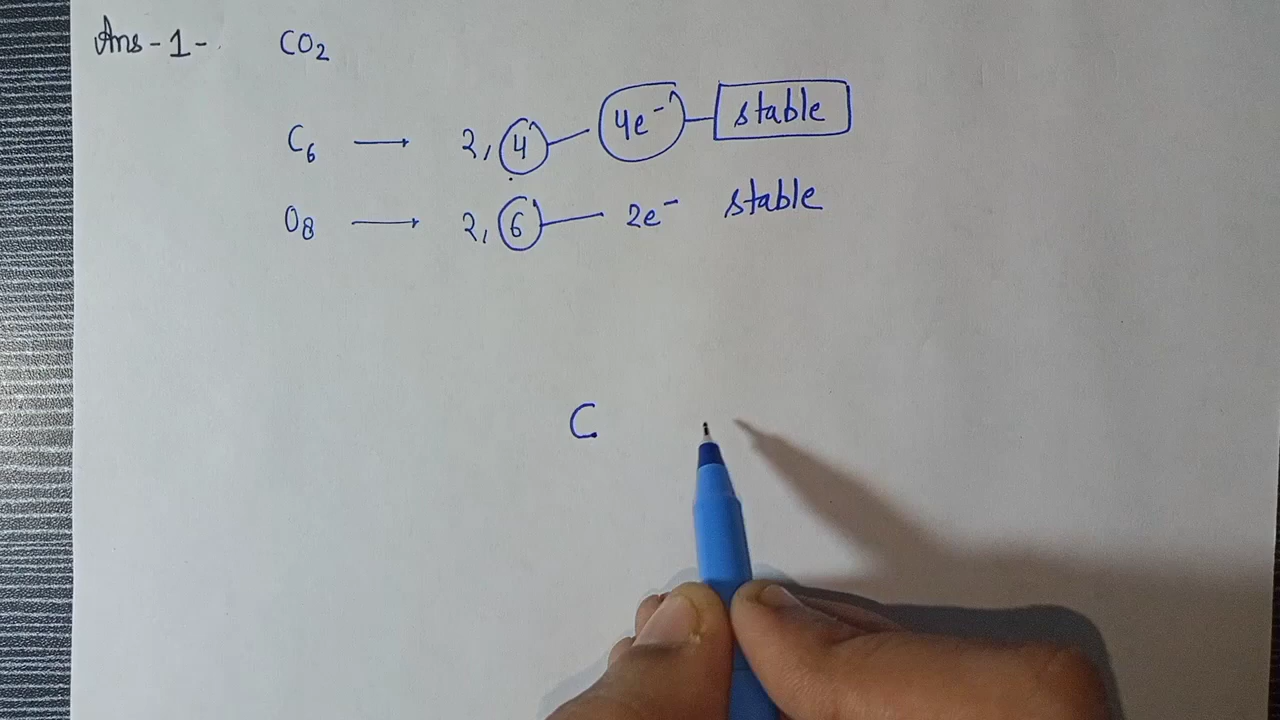 Ans-1-. CO₂
C₆ → 2, 4 — 4e⁻ — stable
O₈ → 2, 6 — 2e⁻ stable
C